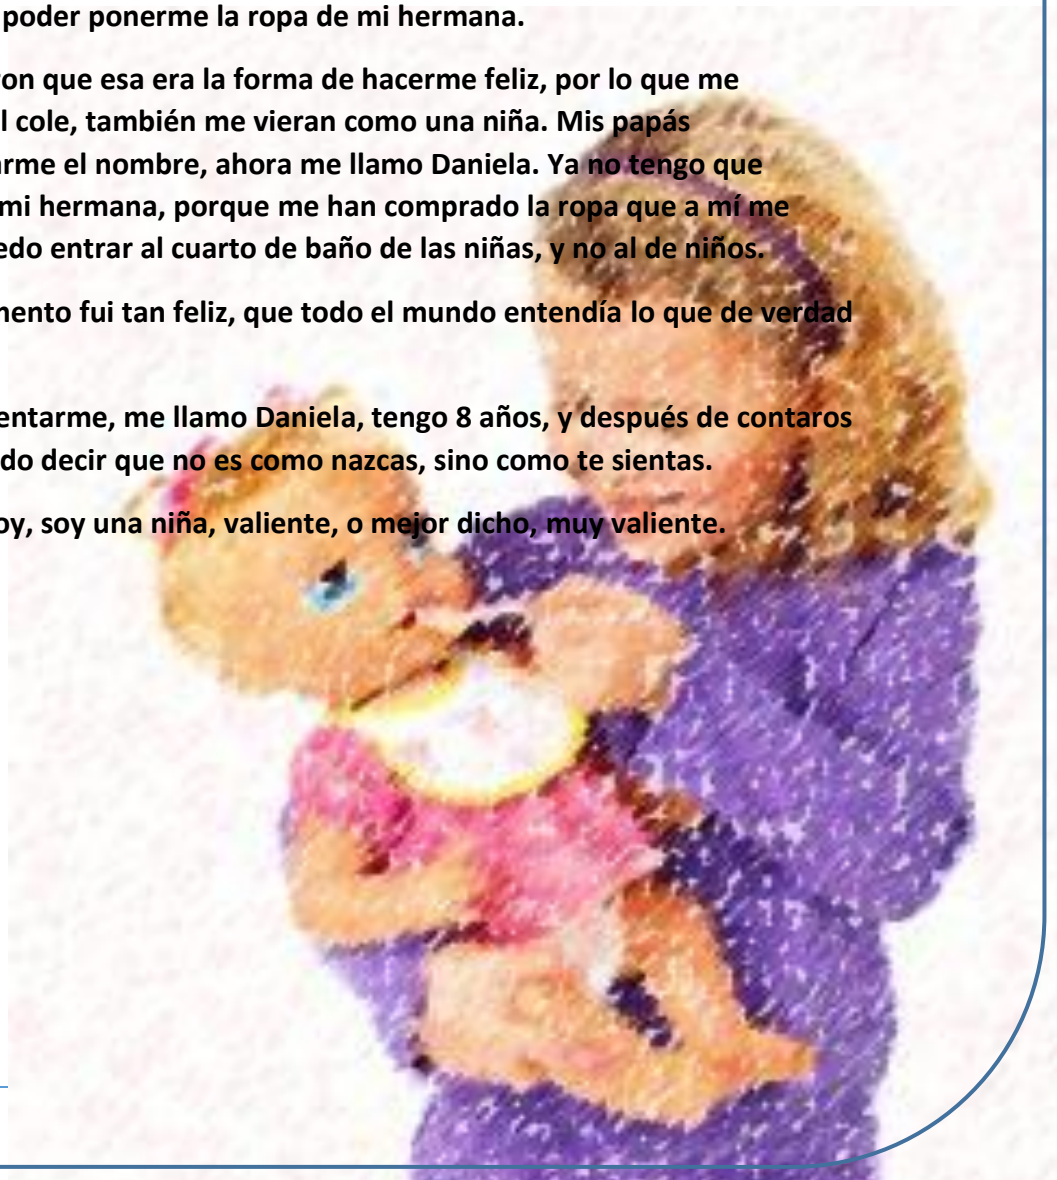 poder ponerme la ropa de mi hermana.
on que esa era la forma de hacerme feliz, por lo que me
l cole, también me vieran como una niña. Mis papás
rme el nombre, ahora me llamo Daniela. Ya no tengo que
mi hermana, porque me han comprado la ropa que a mí me
edo entrar al cuarto de baño de las niñas, y no al de niños.
mento fui tan feliz, que todo el mundo entendía lo que de verdad
entarme, me llamo Daniela, tengo 8 años, y después de contaros
do decir que no es como nazcas, sino como te sientas.
oy, soy una niña, valiente, o mejor dicho, muy valiente.